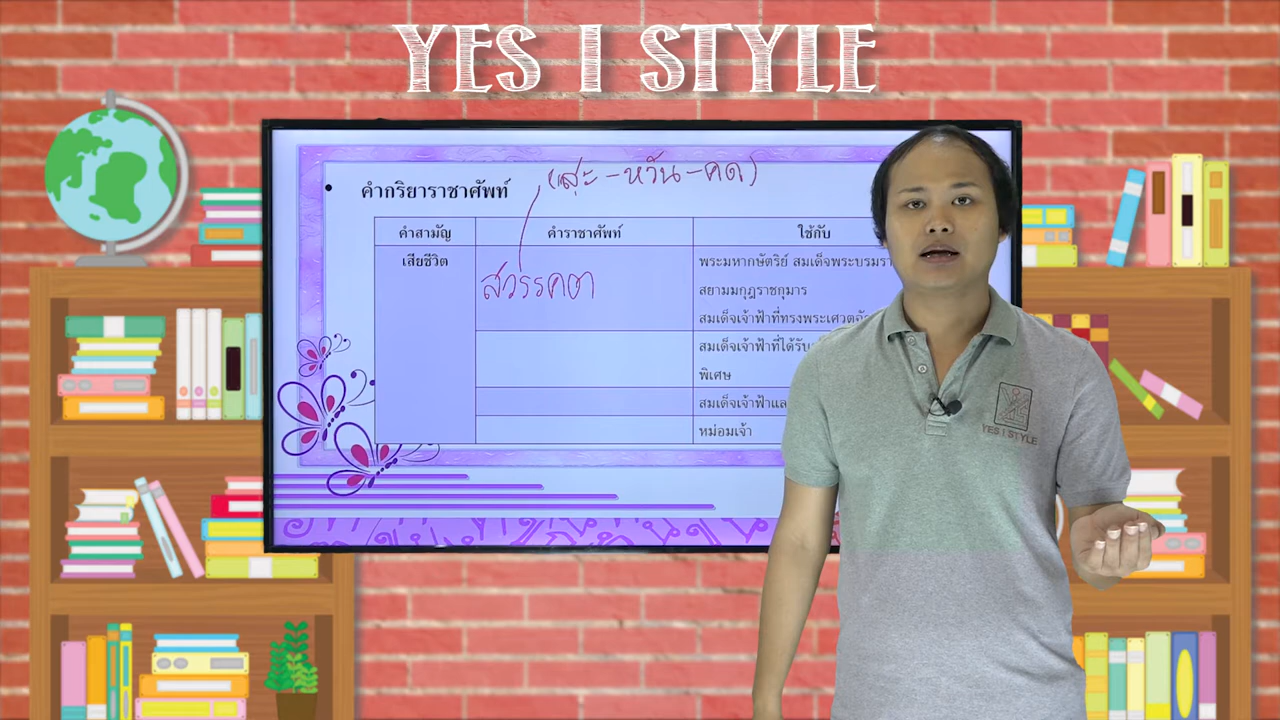 YES I STYLE
(สุะ-หวัน-คด)
คำกริยาราชาศัพท์
คำสามัญ คำราชาศัพท์ ใช้กับ
เสียชีวิต
สวรรคต
พระมหากษัตริย์ สมเด็จพระบรมรา
สยามมกุฎราชกุมาร
สมเด็จเจ้าฟ้าที่ทรงพระเศวตฉัต
สมเด็จเจ้าฟ้าที่ได้รับ
พิเศษ
สมเด็จเจ้าฟ้าแล
หม่อมเจ้า
YES I STYLE